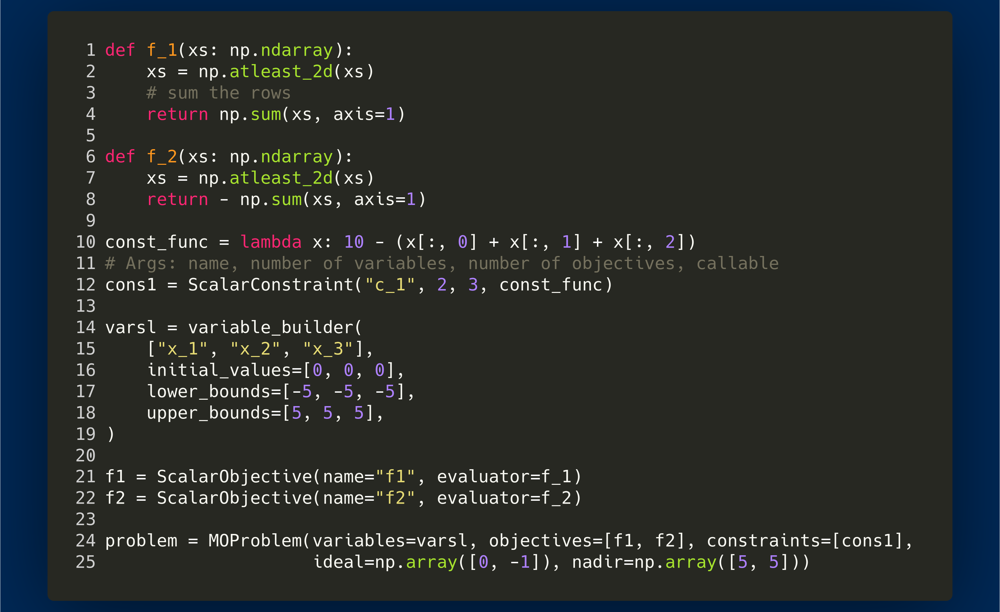 1 def f_1(xs: np.ndarray):
2     xs = np.atleast_2d(xs)
3     # sum the rows
4     return np.sum(xs, axis=1)
5
6 def f_2(xs: np.ndarray):
7     xs = np.atleast_2d(xs)
8     return - np.sum(xs, axis=1)
9
10 const_func = lambda x: 10 - (x[:, 0] + x[:, 1] + x[:, 2])
11 # Args: name, number of variables, number of objectives, callable
12 cons1 = ScalarConstraint("c_1", 2, 3, const_func)
13
14 varsl = variable_builder(
15     ["x_1", "x_2", "x_3"],
16     initial_values=[0, 0, 0],
17     lower_bounds=[-5, -5, -5],
18     upper_bounds=[5, 5, 5],
19 )
20
21 f1 = ScalarObjective(name="f1", evaluator=f_1)
22 f2 = ScalarObjective(name="f2", evaluator=f_2)
23
24 problem = MOProblem(variables=varsl, objectives=[f1, f2], constraints=[cons1],
25                     ideal=np.array([0, -1]), nadir=np.array([5, 5]))